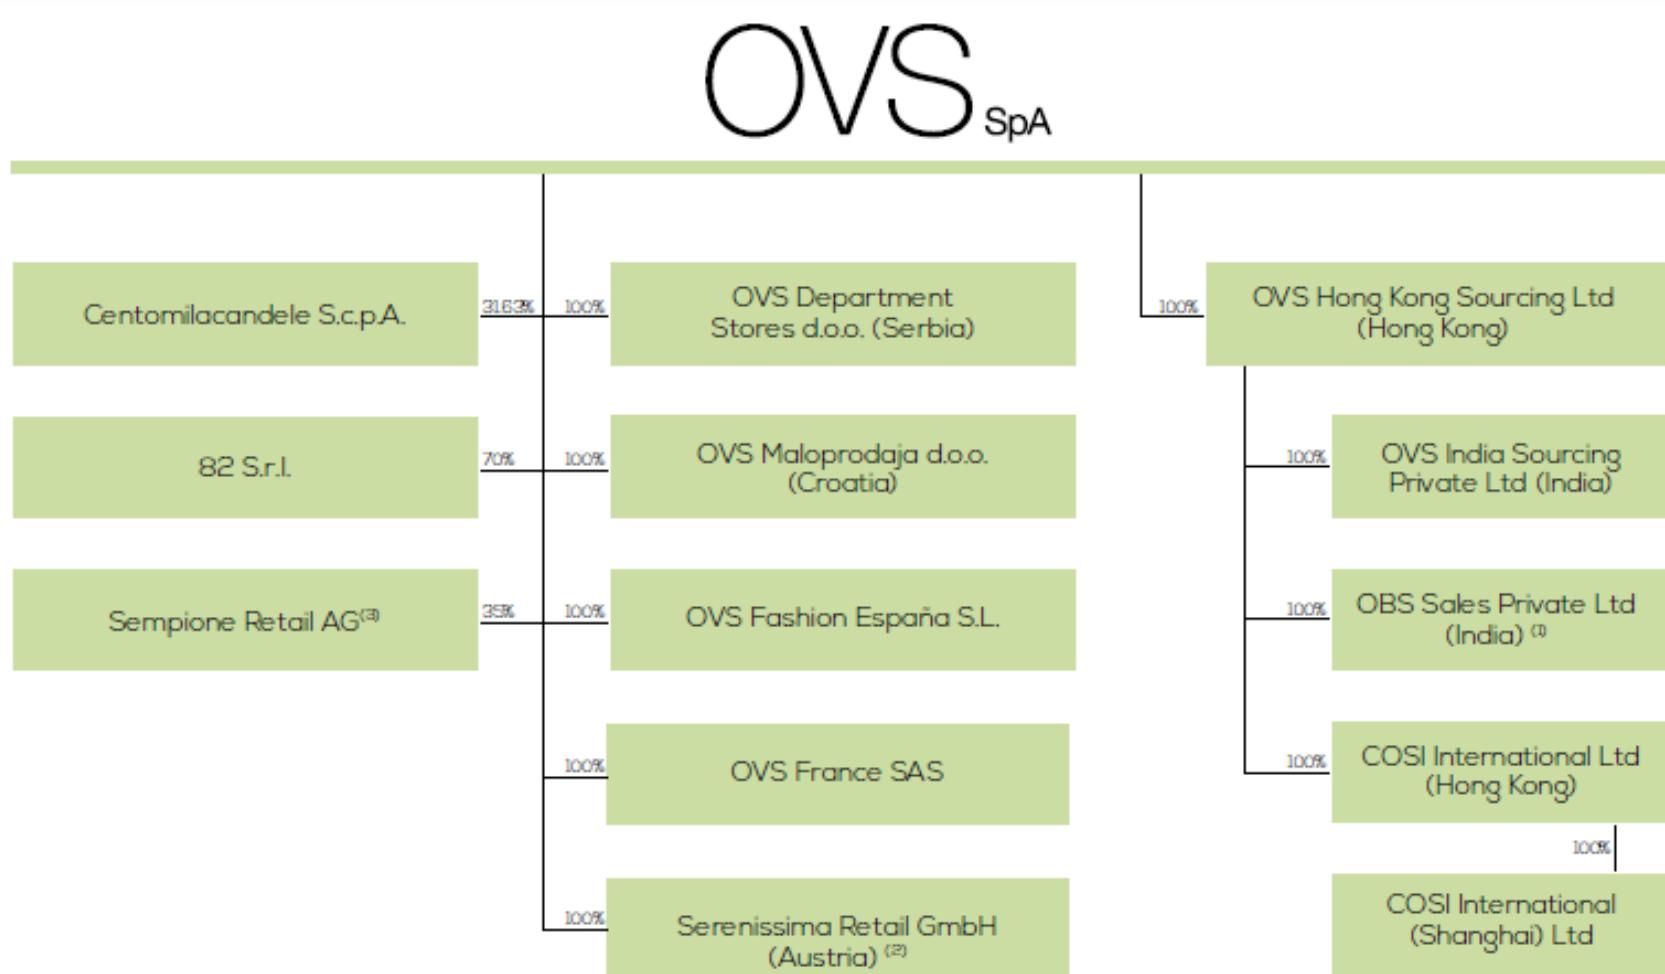 OVS SpA
Centomilacandele S.c.p.A.
31.63%
100%
OVS Department
Stores d.o.o. (Serbia)
100%
OVS Hong Kong Sourcing Ltd
(Hong Kong)
82 S.r.l.
70%
100%
OVS Maloprodaja d.o.o.
(Croatia)
100%
OVS India Sourcing
Private Ltd (India)
Sempione Retail AG(3)
35%
100%
OVS Fashion España S.L.
100%
OBS Sales Private Ltd
(India) (1)
100%
OVS France SAS
100%
COSI International Ltd
(Hong Kong)
100%
100%
Serenissima Retail GmbH
(Austria) (2)
COSI International
(Shanghai) Ltd